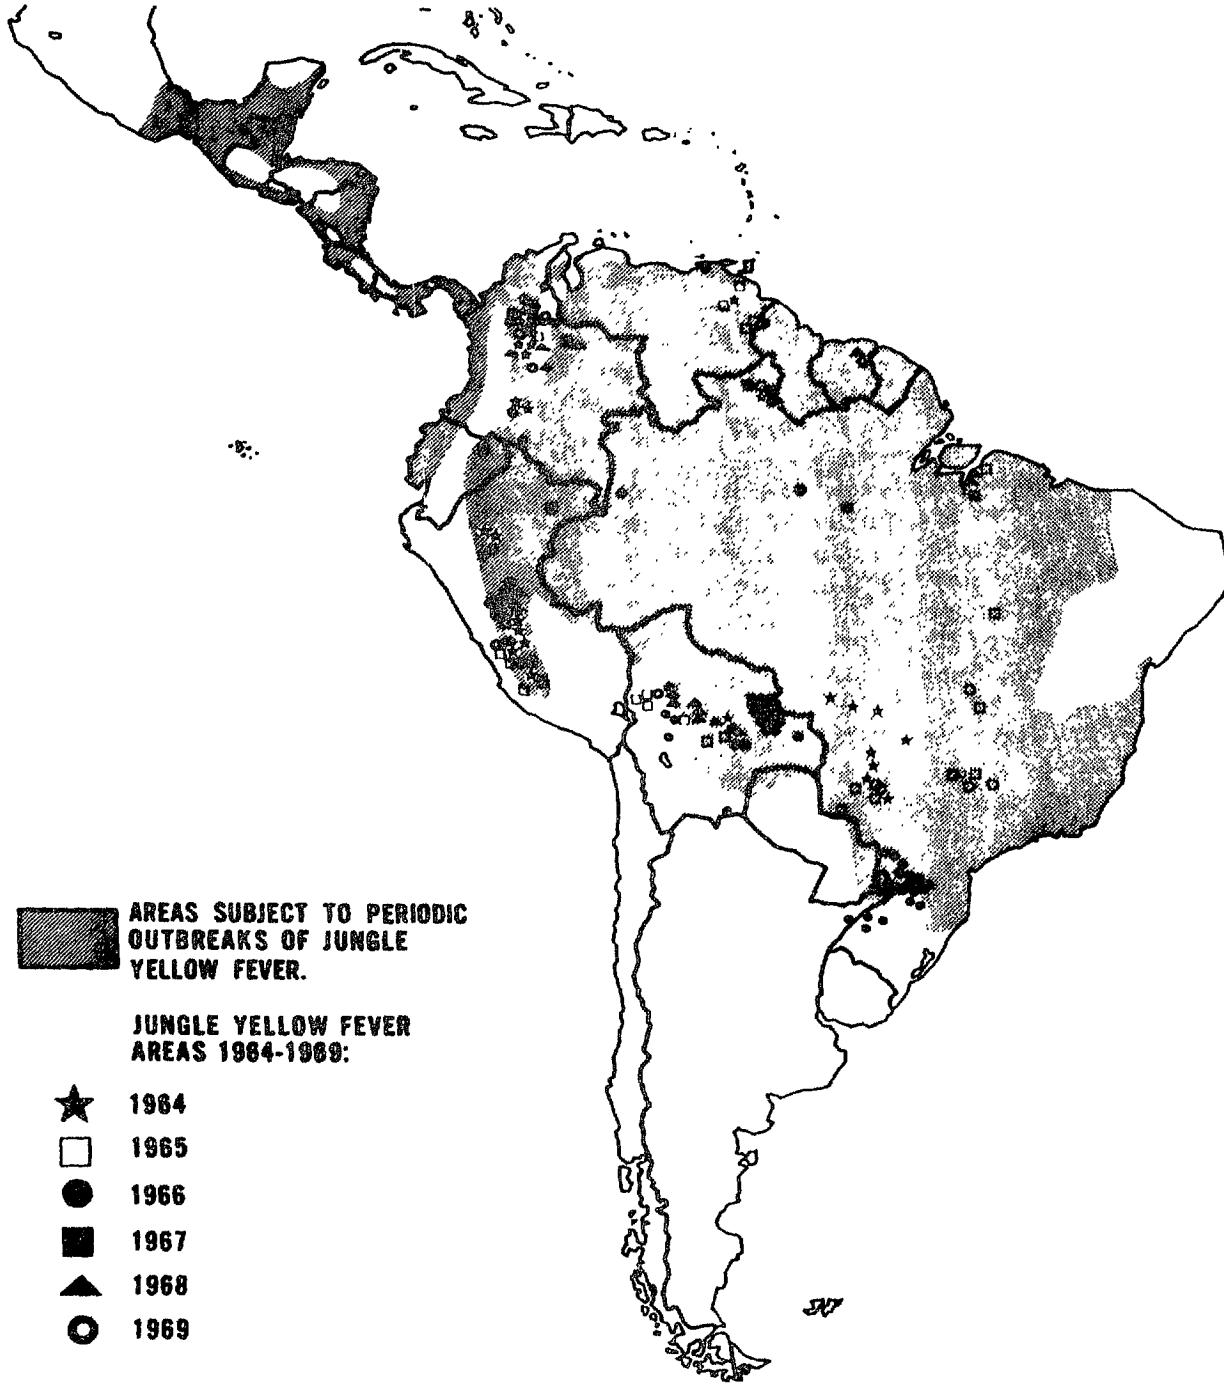 AREAS SUBJECT TO PERIODIC
OUTBREAKS OF JUNGLE
YELLOW FEVER.
JUNGLE YELLOW FEVER
AREAS 1964-1969:
1964
1965
1966
1967
1968
1969